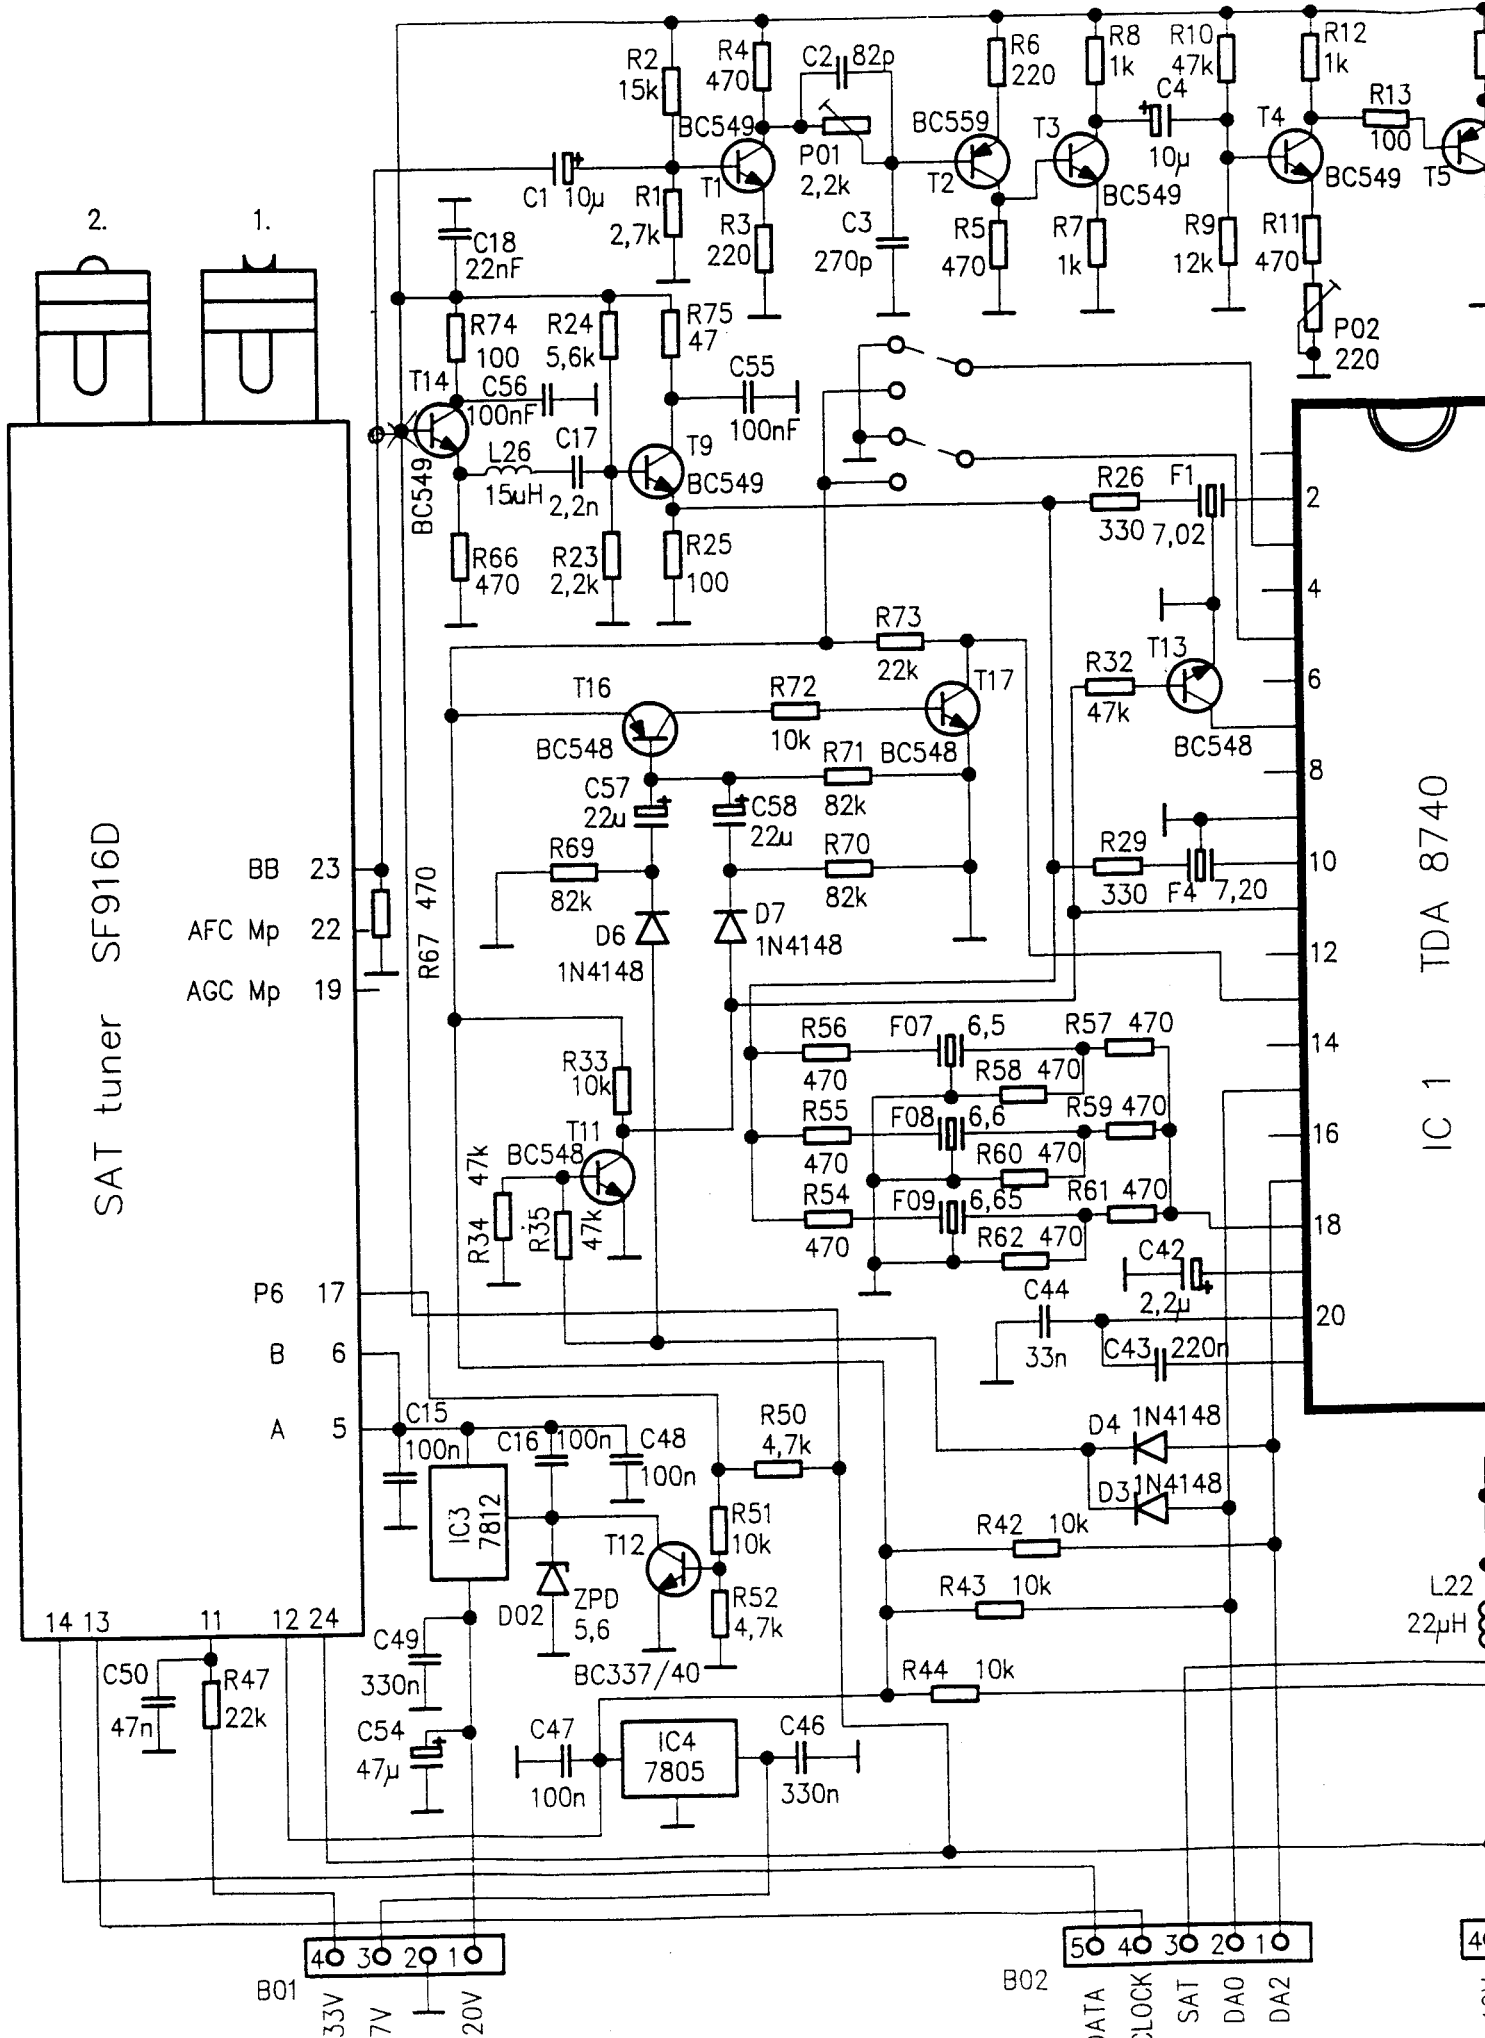 R2
15k
R4
470
C2 82p
R6
220
R8
1k
R10
47k
C4
10µ
R12
1k
R13
100
BC549
T1
P01
2,2k
BC559
T2
T3
BC549
T4
BC549
T5
C1 10µ
R1
2,7k
R3
220
C3
270p
R5
470
R7
1k
R9
12k
R11
470
P02
220
2.
1.
C18
22nF
R74
100
R24
5,6k
R75
47
T14
C56
100nF
C55
100nF
BC549
L26
15uH
C17
2,2n
T9
BC549
R66
470
R23
2,2k
R25
100
R26
330
F1
7,02
2
4
6
8
10
12
14
16
18
20
R73
22k
T16
BC548
R72
10k
T17
BC548
R32
47k
T13
BC548
C57
22u
C58
22u
R71
82k
R69
82k
R70
82k
R29
330
F4
7,20
D6
1N4148
D7
1N4148
TDA 8740
IC 1
SAT tuner SF916D
BB 23
AFC Mp 22
AGC Mp 19
R67 470
R33
10k
T11
BC548
R34
47k
R35
47k
R56
470
F07
6,5
R57 470
R58 470
R55
470
F08
6,6
R59 470
R60 470
R54
470
F09
6,65
R61 470
R62 470
C42
2,2µ
C44
33n
C43 220n
P6 17
B 6
A 5
C15
100n
C16
100n
C48
100n
R50
4,7k
D4
1N4148
D3
1N4148
IC3
7812
R51
10k
T12
R52
4,7k
D02
ZPD
5,6
BC337/40
R42 10k
R43 10k
R44 10k
L22
22µH
14 13 11 12 24
C50
47n
R47
22k
C49
330n
C54
47µ
C47
100n
IC4
7805
C46
330n
B01
4 3 2 1
33V
7V
20V
B02
5 4 3 2 1
DATA
CLOCK
SAT
DA0
DA2
4